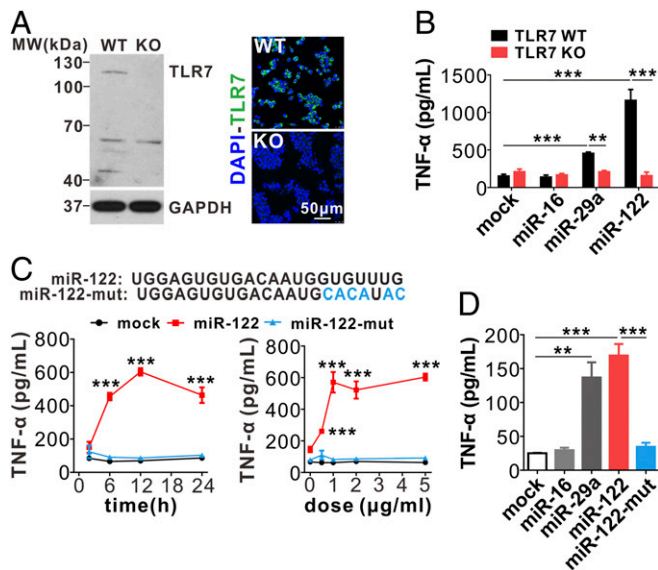 A
MW(kDa) WT KO
130
100
70
40
37
TLR7
GAPDH
DAPI-TLR7
WT
KO
50μm
B
TLR7 WT
TLR7 KO
TNF-α (pg/mL)
1500
1000
500
0
***
***
***
**
mock
miR-16
miR-29a
miR-122
C
miR-122: UGGAGUGUGACAAUGGUGUUUG
miR-122-mut: UGGAGUGUGACAAUGCACAUAC
mock miR-122 miR-122-mut
TNF-α (pg/mL)
800
600
400
200
0
***
***
***
0 6 12 18 24
time(h)
TNF-α (pg/mL)
800
600
400
200
0
***
***
***
***
0 1 2 3 4 5
dose (μg/ml)
D
TNF-α (pg/mL)
200
150
100
50
0
***
***
**
mock
miR-16
miR-29a
miR-122
miR-122-mut